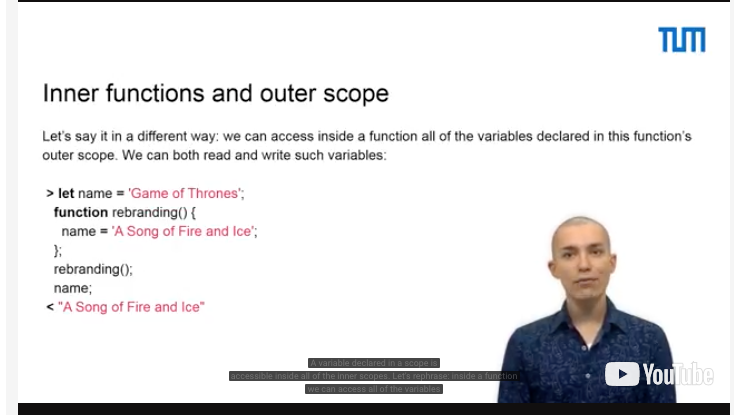 TUM
Inner functions and outer scope
Let's say it in a different way: we can access inside a function all of the variables declared in this function's
outer scope. We can both read and write such variables:
> let name = 'Game of Thrones';
function rebranding() {
name = 'A Song of Fire and Ice';
};
rebranding();
name;
< "A Song of Fire and Ice"
A variable declared in a scope is
accessible inside all of the inner scopes. Let's rephrase: inside a function
we can access all of the variables
YouTube